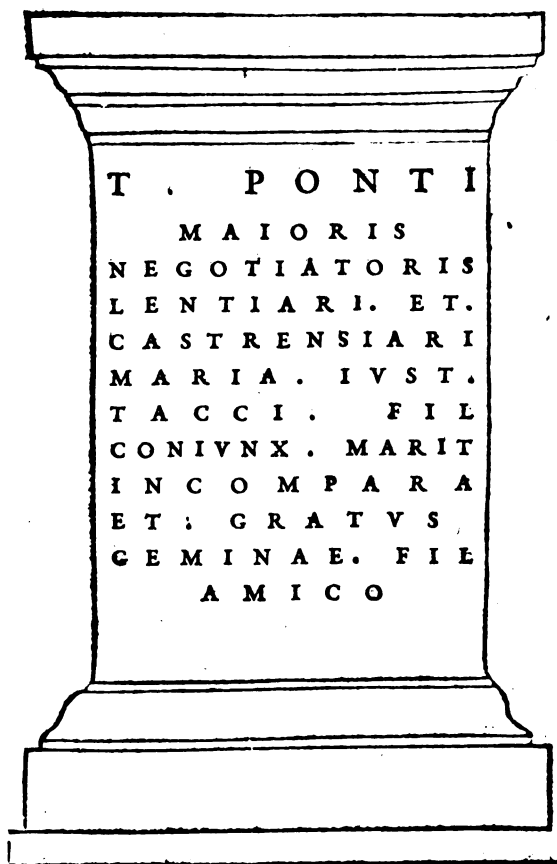 T . PONTI
MAIORIS
NEGOTIATORIS
LENTIARI. ET.
CASTRENSIARI
MARIA. IVST.
TACCI. FIL
CONIVNX. MARIT
INCOMPARA
ET. GRATVS
GEMINAE. FIL
AMICO